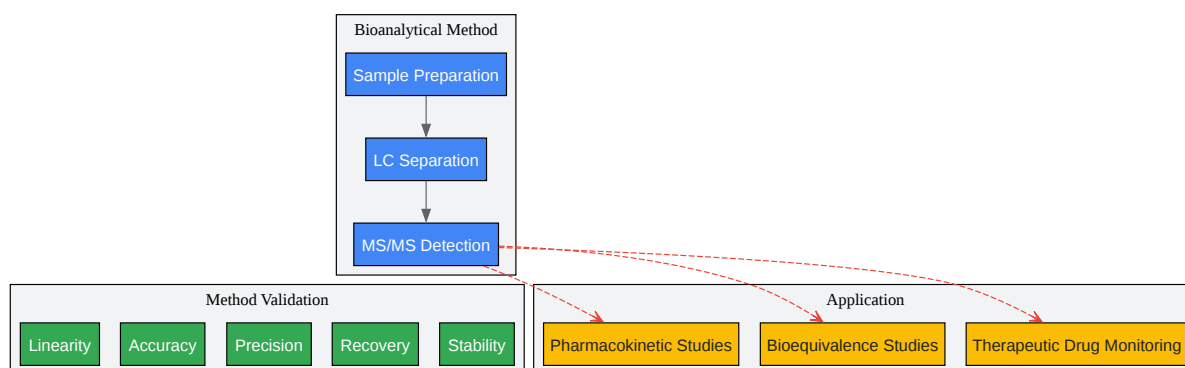 Bioanalytical Method
Sample Preparation
LC Separation
MS/MS Detection
Method Validation
Linearity
Accuracy
Precision
Recovery
Stability
Application
Pharmacokinetic Studies
Bioequivalence Studies
Therapeutic Drug Monitoring